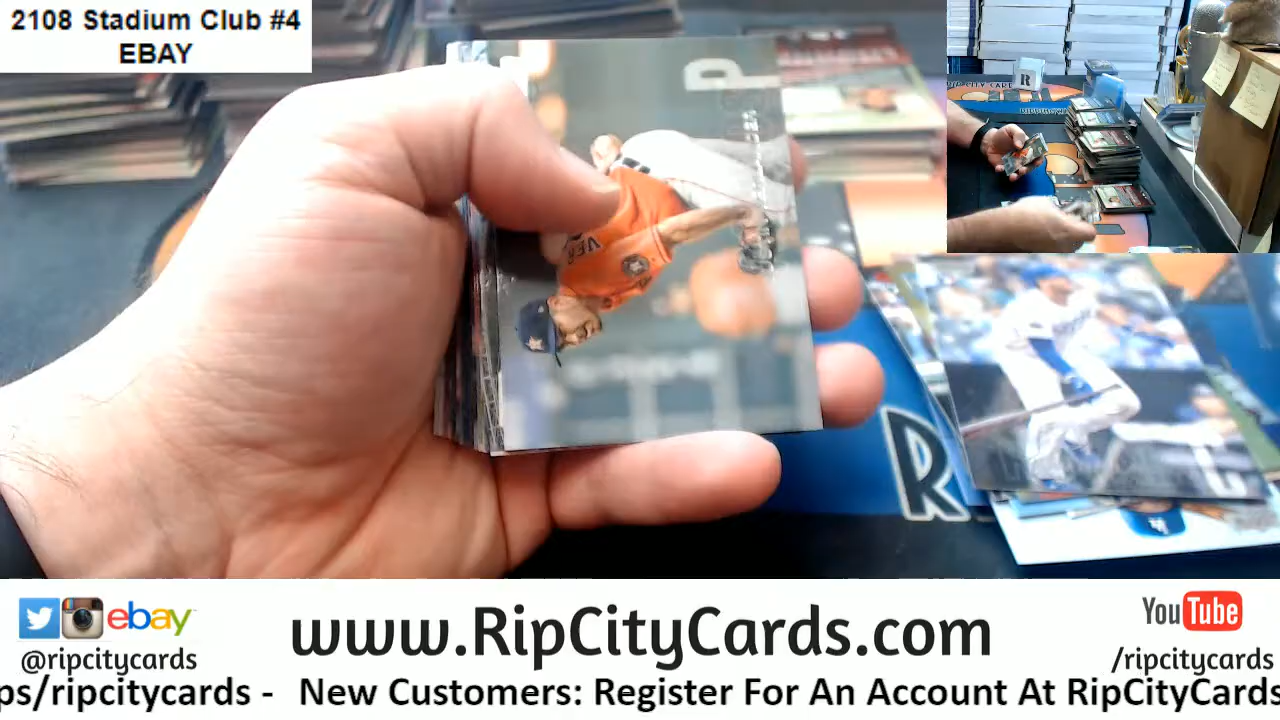 2108 Stadium Club #4
EBAY
R
P
VER
R
ebay
@ripcitycards
www.RipCityCards.com
YouTube
/ripcitycards
ps/ripcitycards - New Customers: Register For An Account At RipCityCards